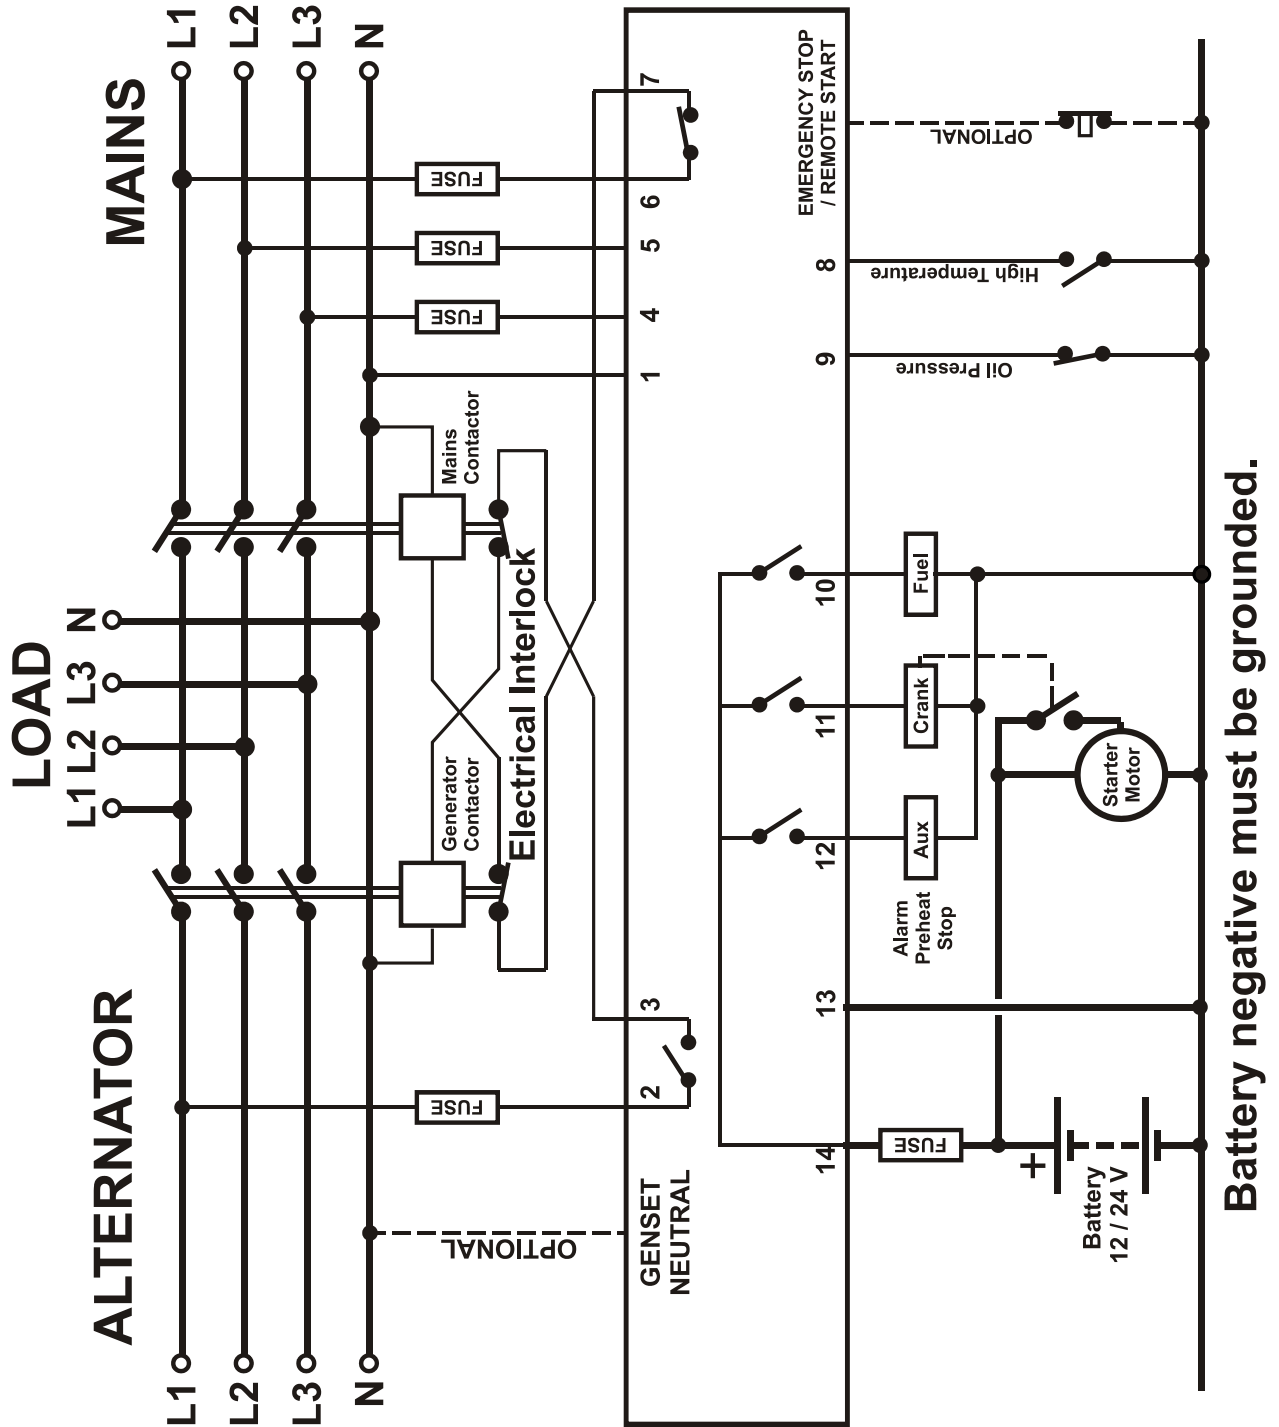 ALTERNATOR
LOAD
MAINS
L1
L2
L3
N
L1
L2
L3
N
L1
L2
L3
N
Generator
Contactor
Mains
Contactor
Electrical Interlock
OPTIONAL
FUSE
FUSE
FUSE
FUSE
GENSET
NEUTRAL
2
3
1
4
5
6
7
14
13
12
11
10
9
8
EMERGENCY STOP
/ REMOTE START
FUSE
Alarm
Preheat
Stop
Aux
Crank
Fuel
Oil Pressure
High Temperature
OPTIONAL
+
Battery
12 / 24 V
Starter
Motor
Battery negative must be grounded.